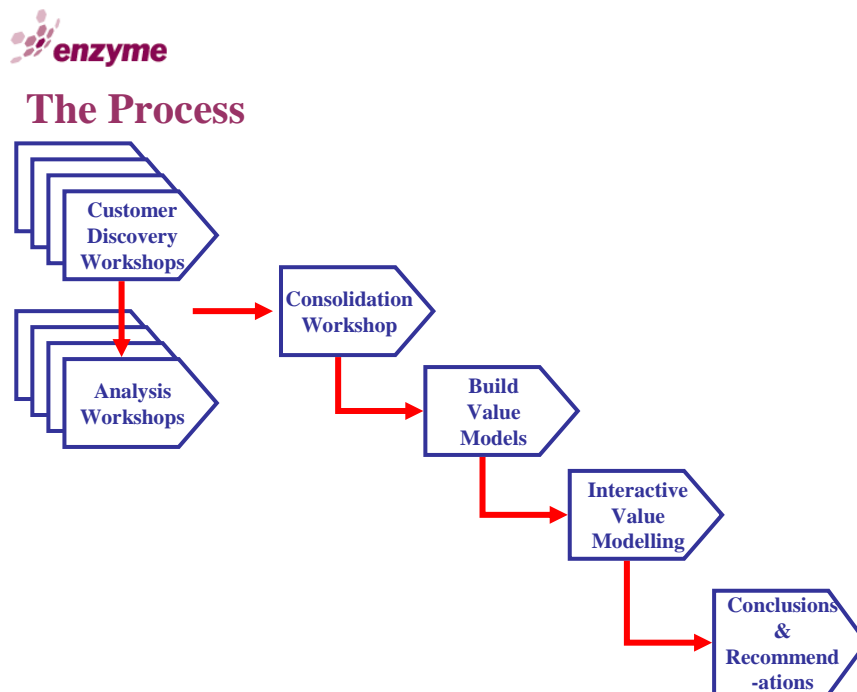 enzyme
The Process
Customer
Discovery
Workshops
Analysis
Workshops
Consolidation
Workshop
Build
Value
Models
Interactive
Value
Modelling
Conclusions
&
Recommend
-ations